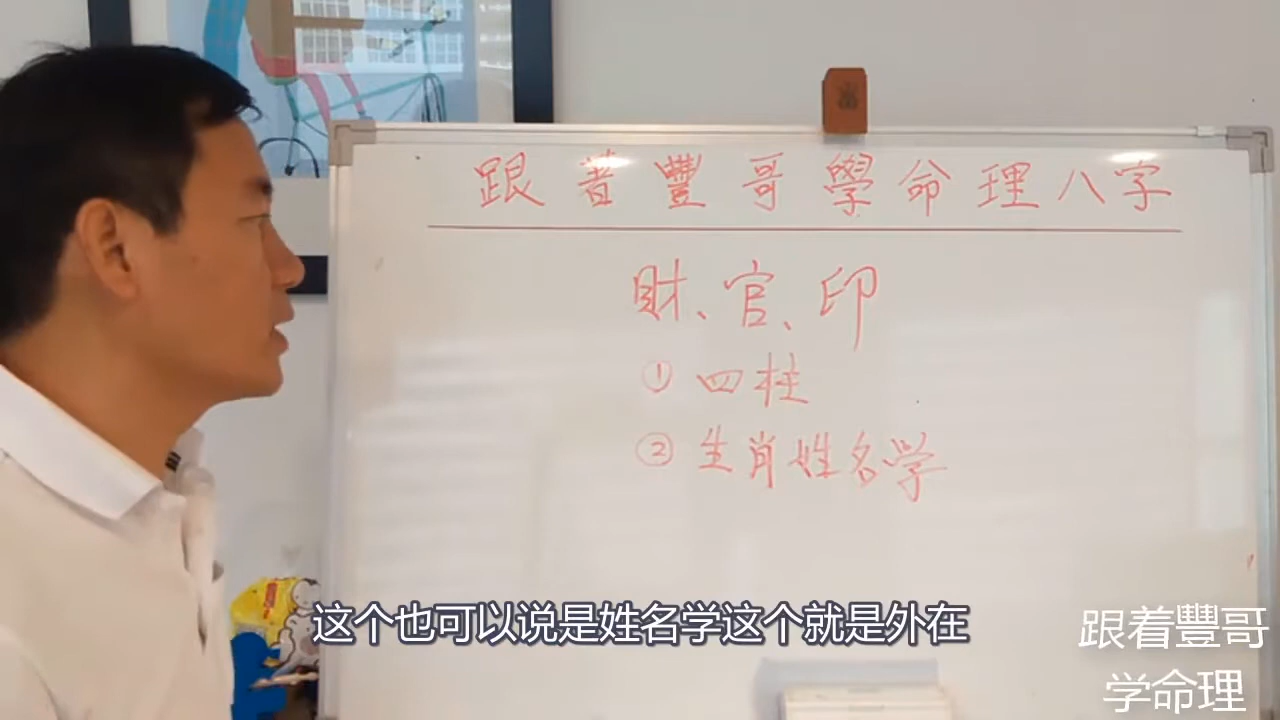 跟着豐哥學命理八字
財、官、印
① 四柱
② 生肖姓名学
这个也可以说是姓名学这个就是外在
跟着豐哥
学命理